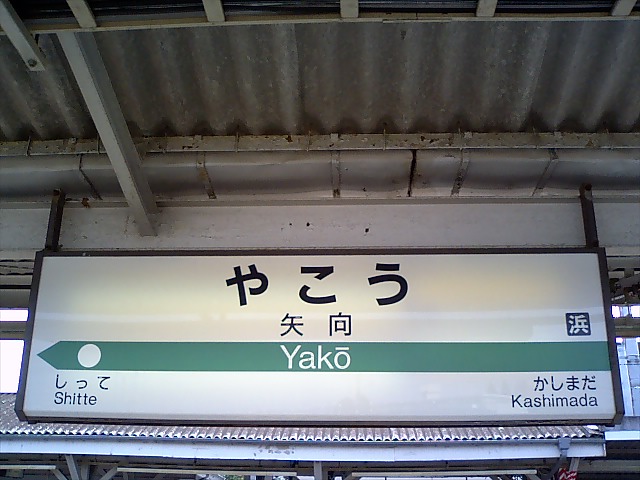 やこう
矢向
浜
Yakō
しって
Shitte
かしまだ
Kashimada